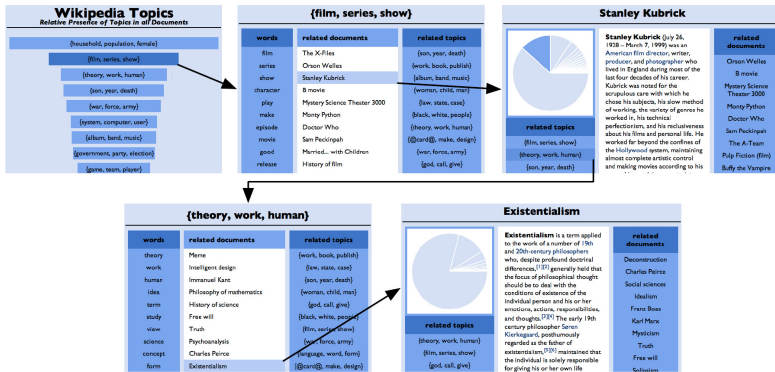 Wikipedia Topics
Relative Presence of Topics in all Documents
{household, population, female}
{film, series, show}
{theory, work, human}
{son, year, death}
{war, force, army}
{system, computer, user}
{album, band, music}
{government, party, election}
{game, team, player}
{film, series, show}
words
film
series
show
character
play
make
episode
movie
good
release
related documents
The X-Files
Orson Welles
Stanley Kubrick
B movie
Mystery Science Theater 3000
Monty Python
Doctor Who
Sam Peckinpah
Married... with Children
History of film
related topics
{son, year, death}
{work, book, publish}
{album, band, music}
{woman, child, man}
{law, state, case}
{black, white, people}
{theory, work, human}
{@card@, make, design}
{war, force, army}
{god, call, give}
Stanley Kubrick
related topics
{film, series, show}
{theory, work, human}
{son, year, death}
Stanley Kubrick (July 26,
1928 – March 7, 1999) was an
American film director, writer,
producer, and photographer who
lived in England during most of the
last four decades of his career.
Kubrick was noted for the
scrupulous care with which he
chose his subjects, his slow method
of working, the variety of genres he
worked in, his technical
perfectionism, and his reclusiveness
about his films and personal life. He
worked far beyond the confines of
the Hollywood system, maintaining
almost complete artistic control
and making movies according to his
related
documents
Orson Welles
B movie
Mystery Science
Theater 3000
Monty Python
Doctor Who
Sam Peckinpah
The A-Team
Pulp Fiction (film)
Buffy the Vampire
{theory, work, human}
words
theory
work
human
idea
term
study
view
science
concept
form
related documents
Meme
Intelligent design
Immanuel Kant
Philosophy of mathematics
History of science
Free will
Truth
Psychoanalysis
Charles Peirce
Existentialism
related topics
{work, book, publish}
{law, state, case}
{son, year, death}
{woman, child, man}
{god, call, give}
{black, white, people}
{film, series, show}
{war, force, army}
{language, word, form}
{@card@, make, design}
Existentialism
related topics
{theory, work, human}
{film, series, show}
{god, call, give}
Existentialism is a term applied
to the work of a number of 19th
and 20th-century philosophers
who, despite profound doctrinal
differences,[1][2] generally held that
the focus of philosophical thought
should be to deal with the
conditions of existence of the
individual person and his or her
emotions, actions, responsibilities,
and thoughts.[3][4] The early 19th
century philosopher Søren
Kierkegaard, posthumously
regarded as the father of
existentialism,[5][6] maintained that
the individual is solely responsible
for giving his or her own life
related
documents
Deconstruction
Charles Peirce
Social sciences
Idealism
Franz Boas
Karl Marx
Mysticism
Truth
Free will